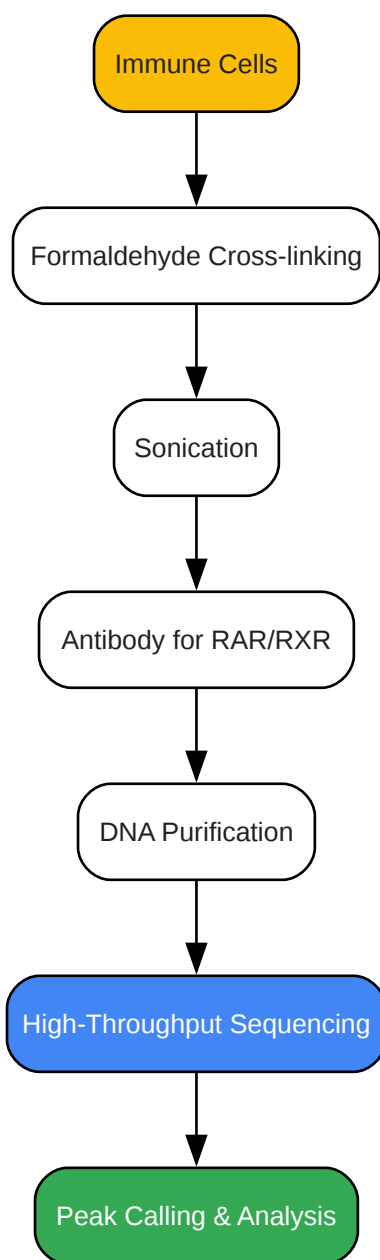 Immune Cells
Formaldehyde Cross-linking
Sonication
Antibody for RAR/RXR
DNA Purification
High-Throughput Sequencing
Peak Calling & Analysis